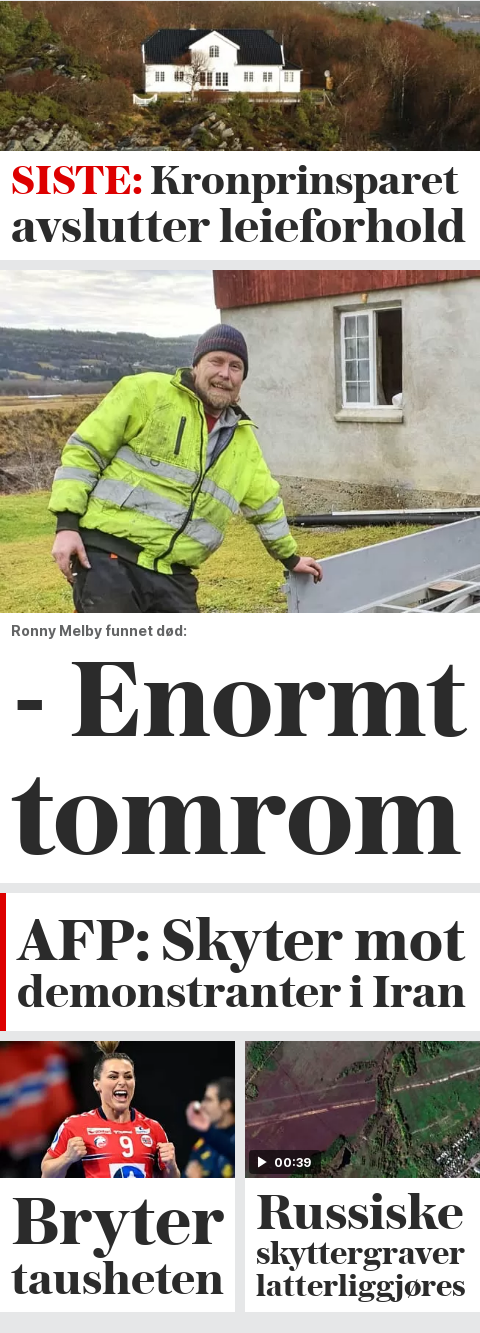 SISTE: Kronprinsparet
avslutter leieforhold
Ronny Melby funnet død:
- Enormt
tomrom
AFP: Skyter mot
demonstranter i Iran
9
Bryter
tausheten
00:39
Russiske
skyttergraver
latterliggjøres